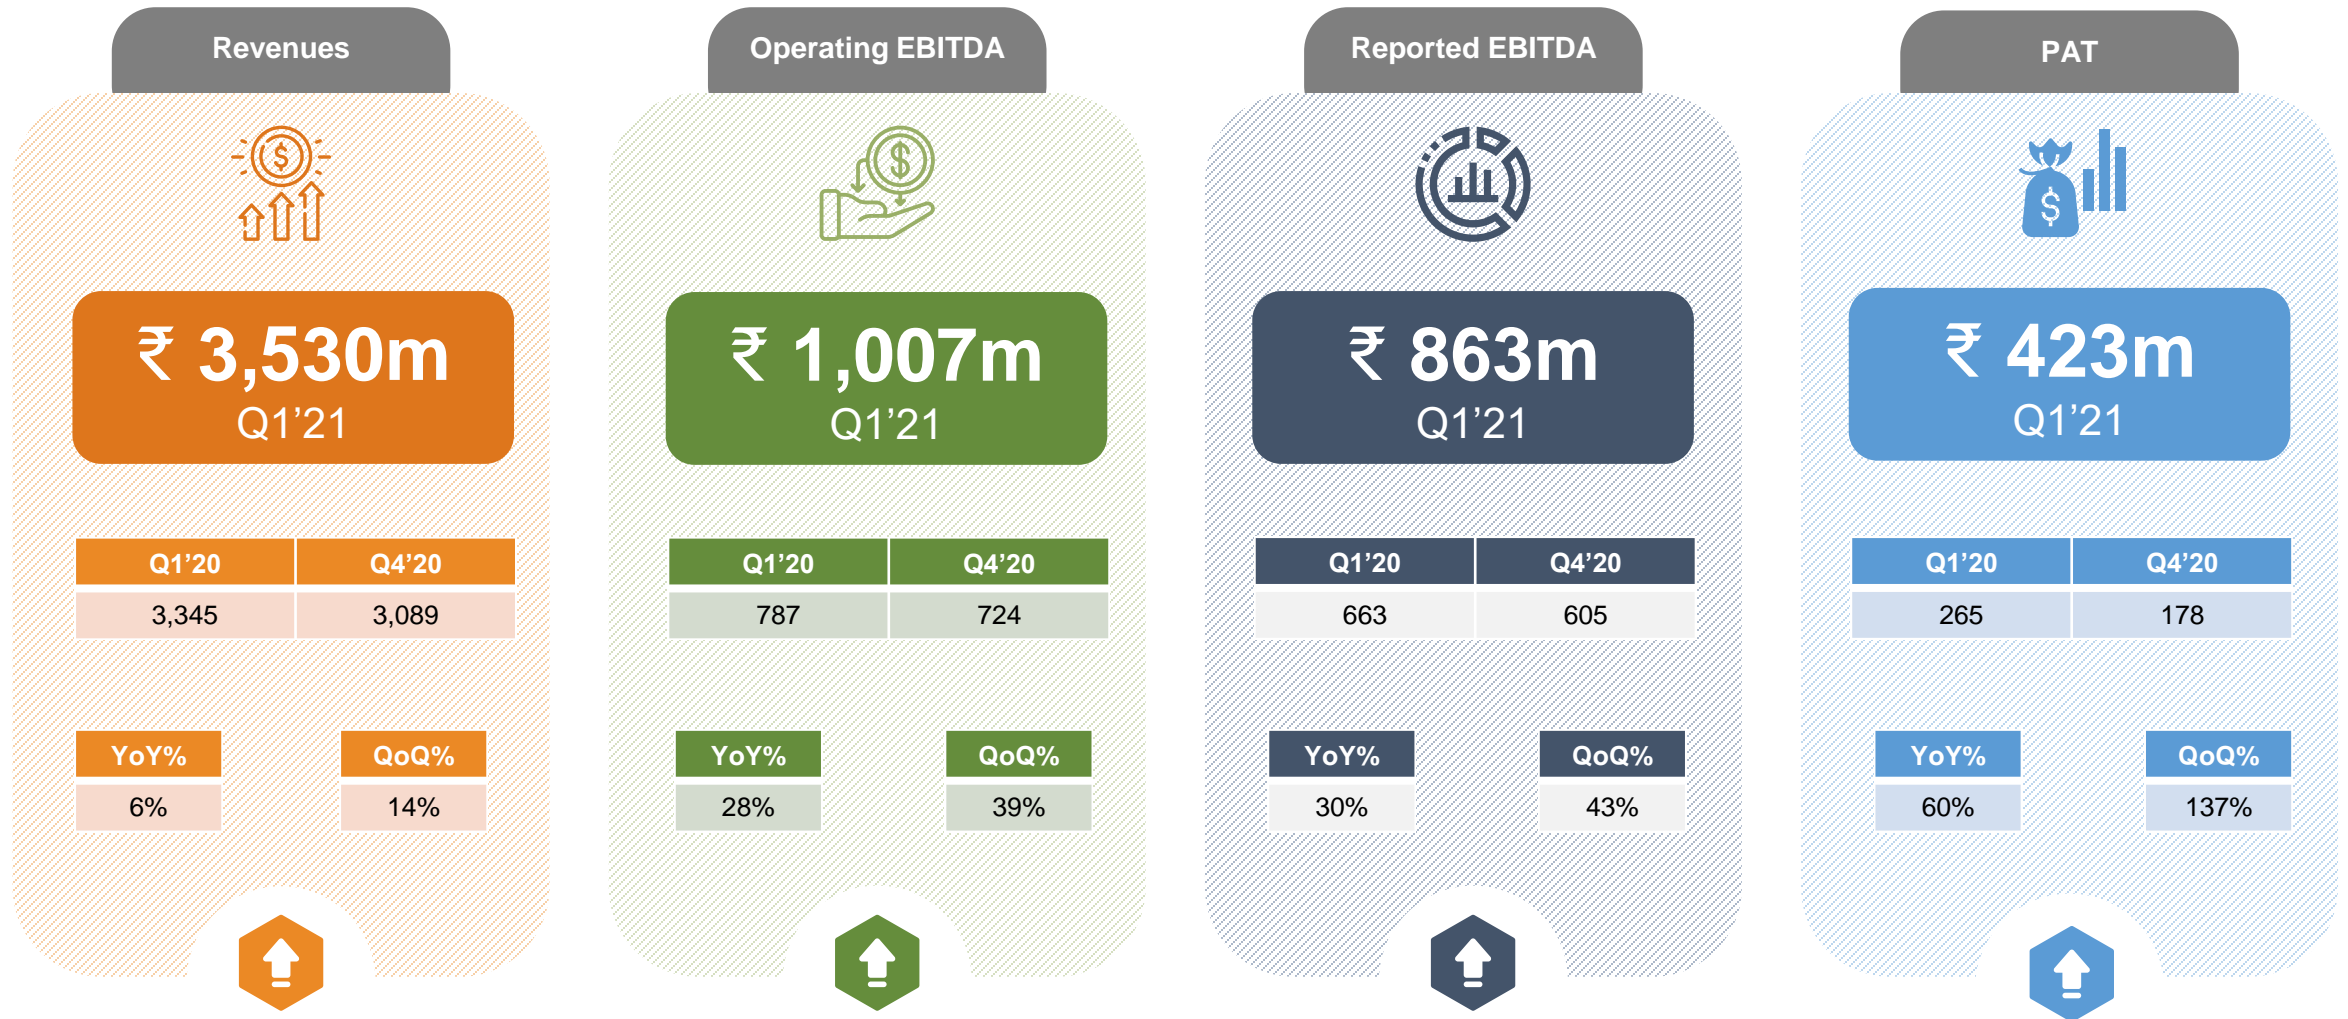 Revenues
₹ 3,530m
Q1’21
Q1’20 Q4’20
3,345 3,089
YoY% QoQ%
6% 14%
Operating EBITDA
₹ 1,007m
Q1’21
Q1’20 Q4’20
787 724
YoY% QoQ%
28% 39%
Reported EBITDA
₹ 863m
Q1’21
Q1’20 Q4’20
663 605
YoY% QoQ%
30% 43%
PAT
₹ 423m
Q1’21
Q1’20 Q4’20
265 178
YoY% QoQ%
60% 137%